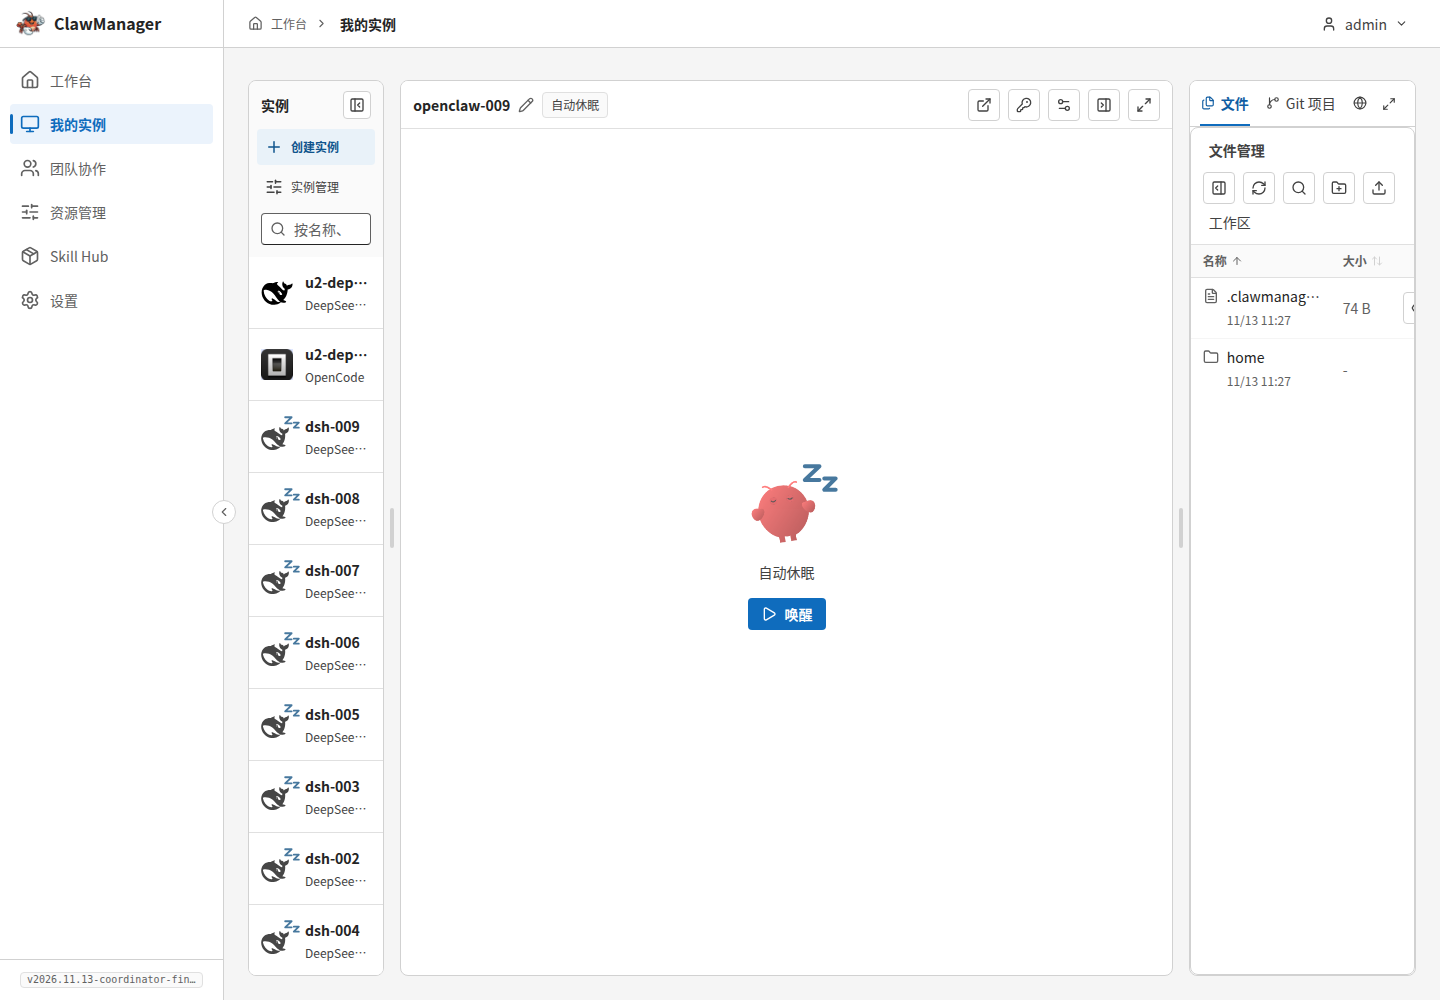 ClawManager
工作台
我的实例
团队协作
资源管理
Skill Hub
设置
v2026.11.13-coordinator-fin…
工作台 我的实例
admin
实例
创建实例
实例管理
按名称、
u2-dep…
DeepSee…
u2-dep…
OpenCode
dsh-009
DeepSee…
dsh-008
DeepSee…
dsh-007
DeepSee…
dsh-006
DeepSee…
dsh-005
DeepSee…
dsh-003
DeepSee…
dsh-002
DeepSee…
dsh-004
DeepSee…
openclaw-009 自动休眠
自动休眠
唤醒
文件 Git 项目
文件管理
工作区
名称 大小
.clawmanag… 74 B
11/13 11:27
home -
11/13 11:27